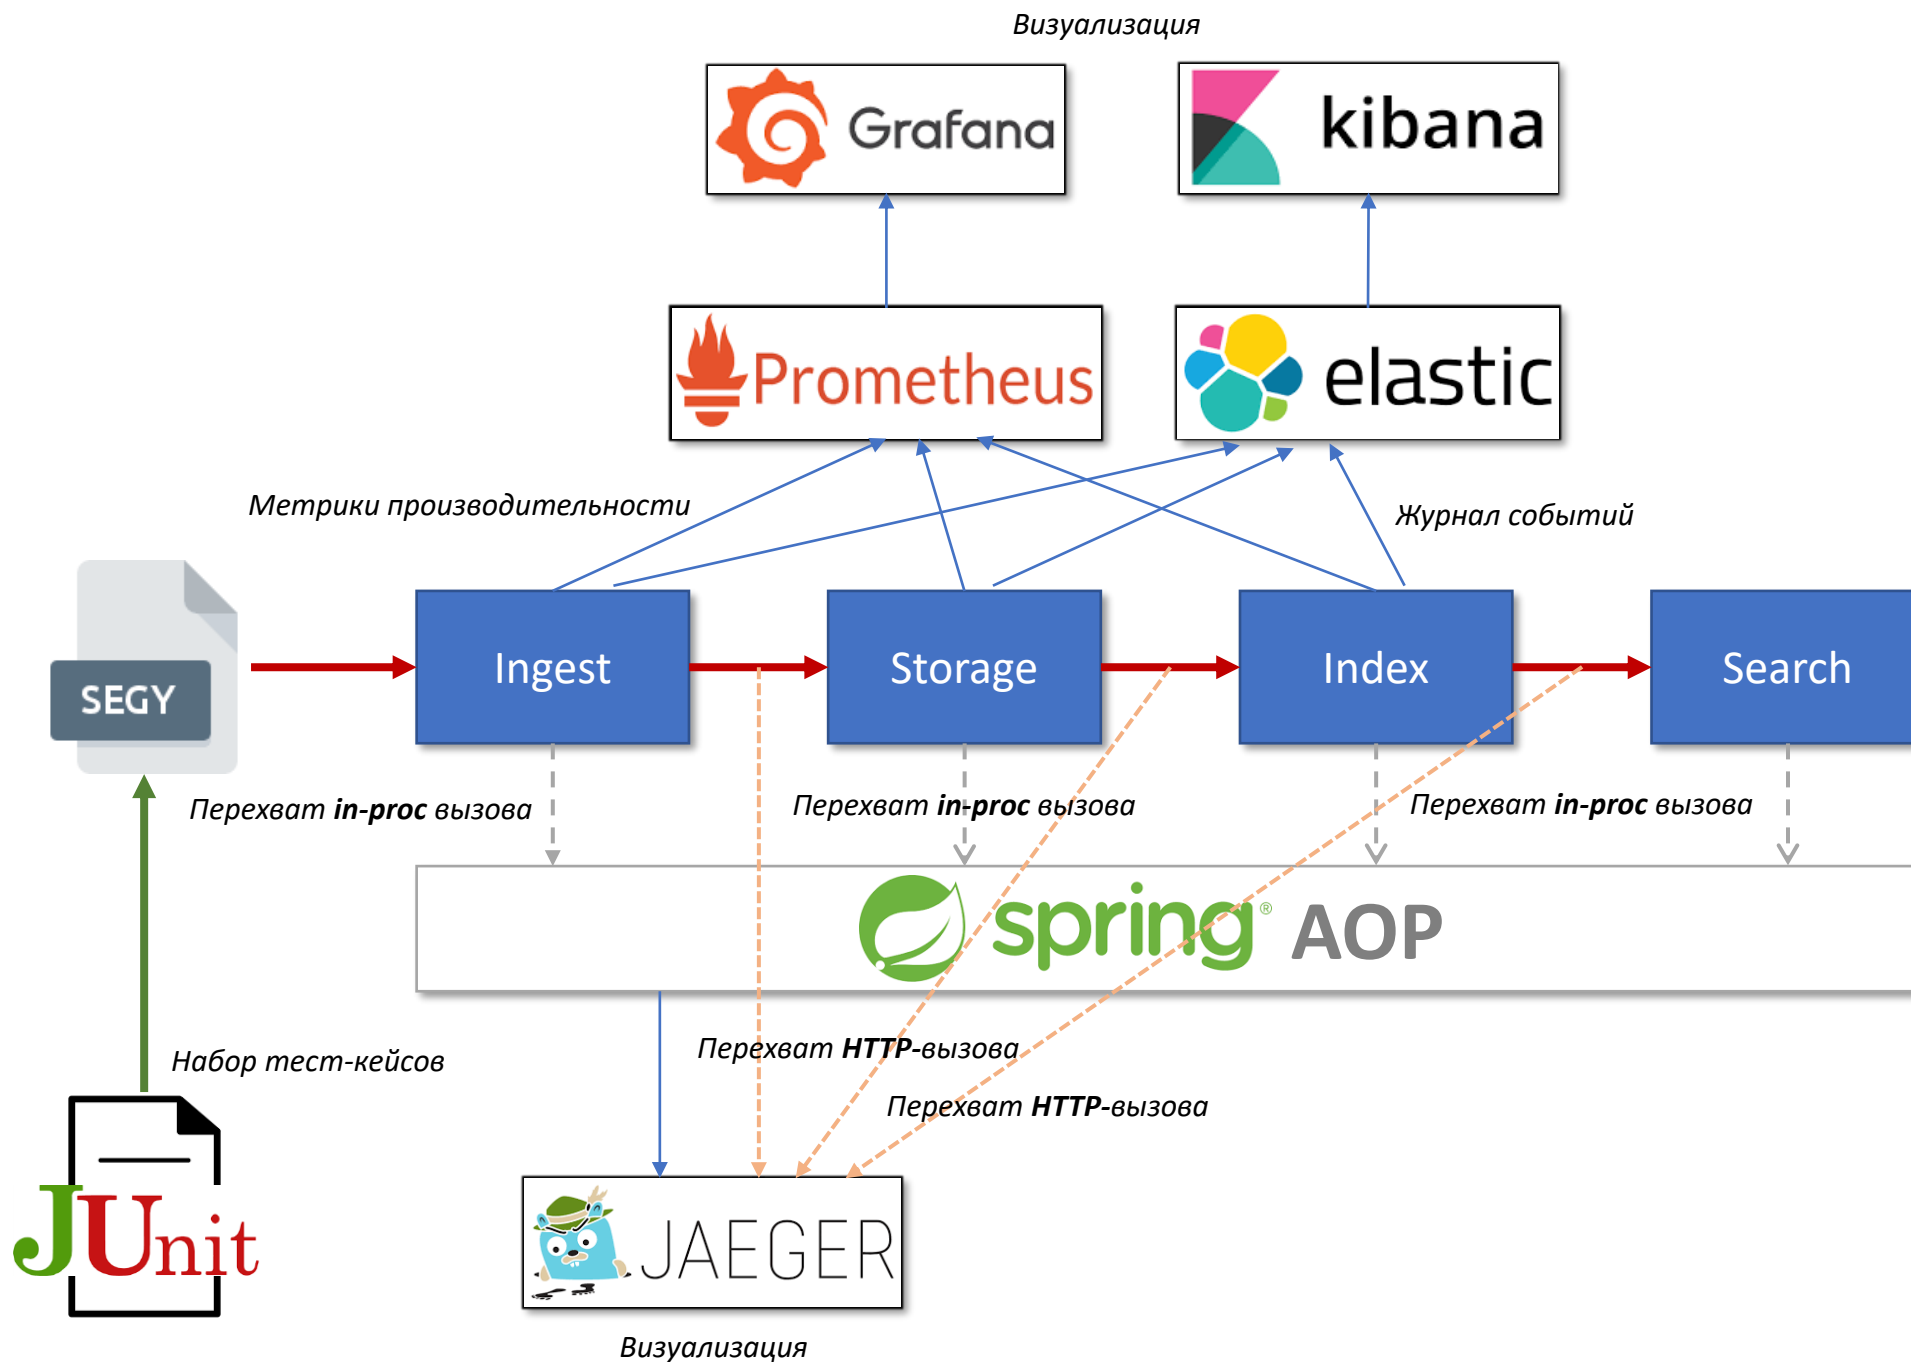 Визуализация
Grafana
kibana
Prometheus
elastic
Метрики производительности
Журнал событий
SEGY
Ingest
Storage
Index
Search
Перехват in-proc вызова
Перехват in-proc вызова
Перехват in-proc вызова
spring® AOP
Перехват HTTP-вызова
Набор тест-кейсов
Перехват HTTP-вызова
JUnit
JAEGER
Визуализация